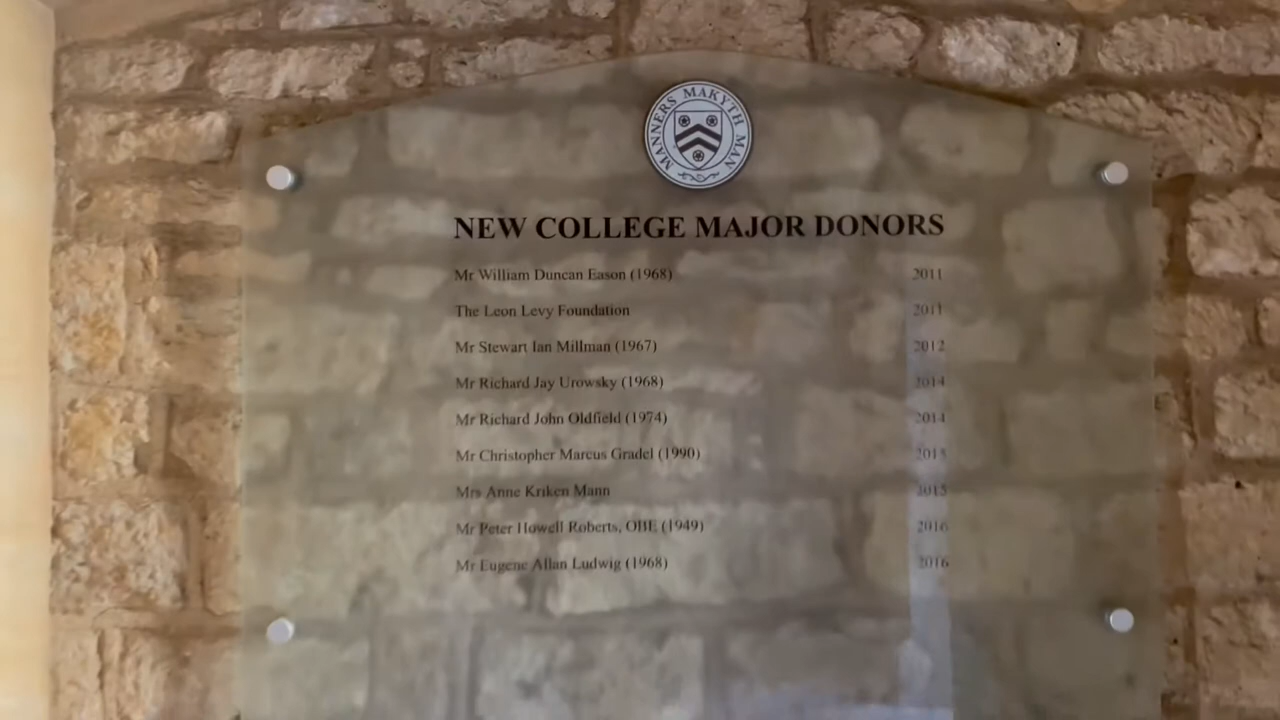 MANNERS MAKYTH MAN
NEW COLLEGE MAJOR DONORS
Mr William Duncan Eason (1968) 2011
The Leon Levy Foundation 2011
Mr Stewart Ian Millman (1967) 2012
Mr Richard Jay Urowsky (1968) 2014
Mr Richard John Oldfield (1974) 2014
Mr Christopher Marcus Gradel (1990) 2015
Mrs Anne Kriken Mann 2015
Mr Peter Howell Roberts, OBE (1949) 2016
Mr Eugene Allan Ludwig (1968) 2016